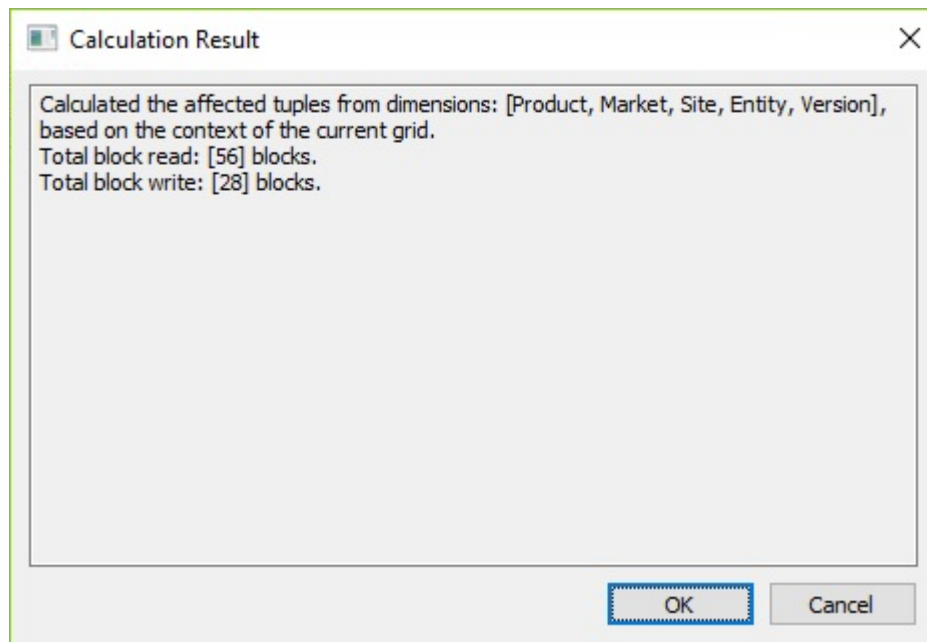 Calculation Result
Calculated the affected tuples from dimensions: [Product, Market, Site, Entity, Version],
based on the context of the current grid.
Total block read: [56] blocks.
Total block write: [28] blocks.
OK
Cancel